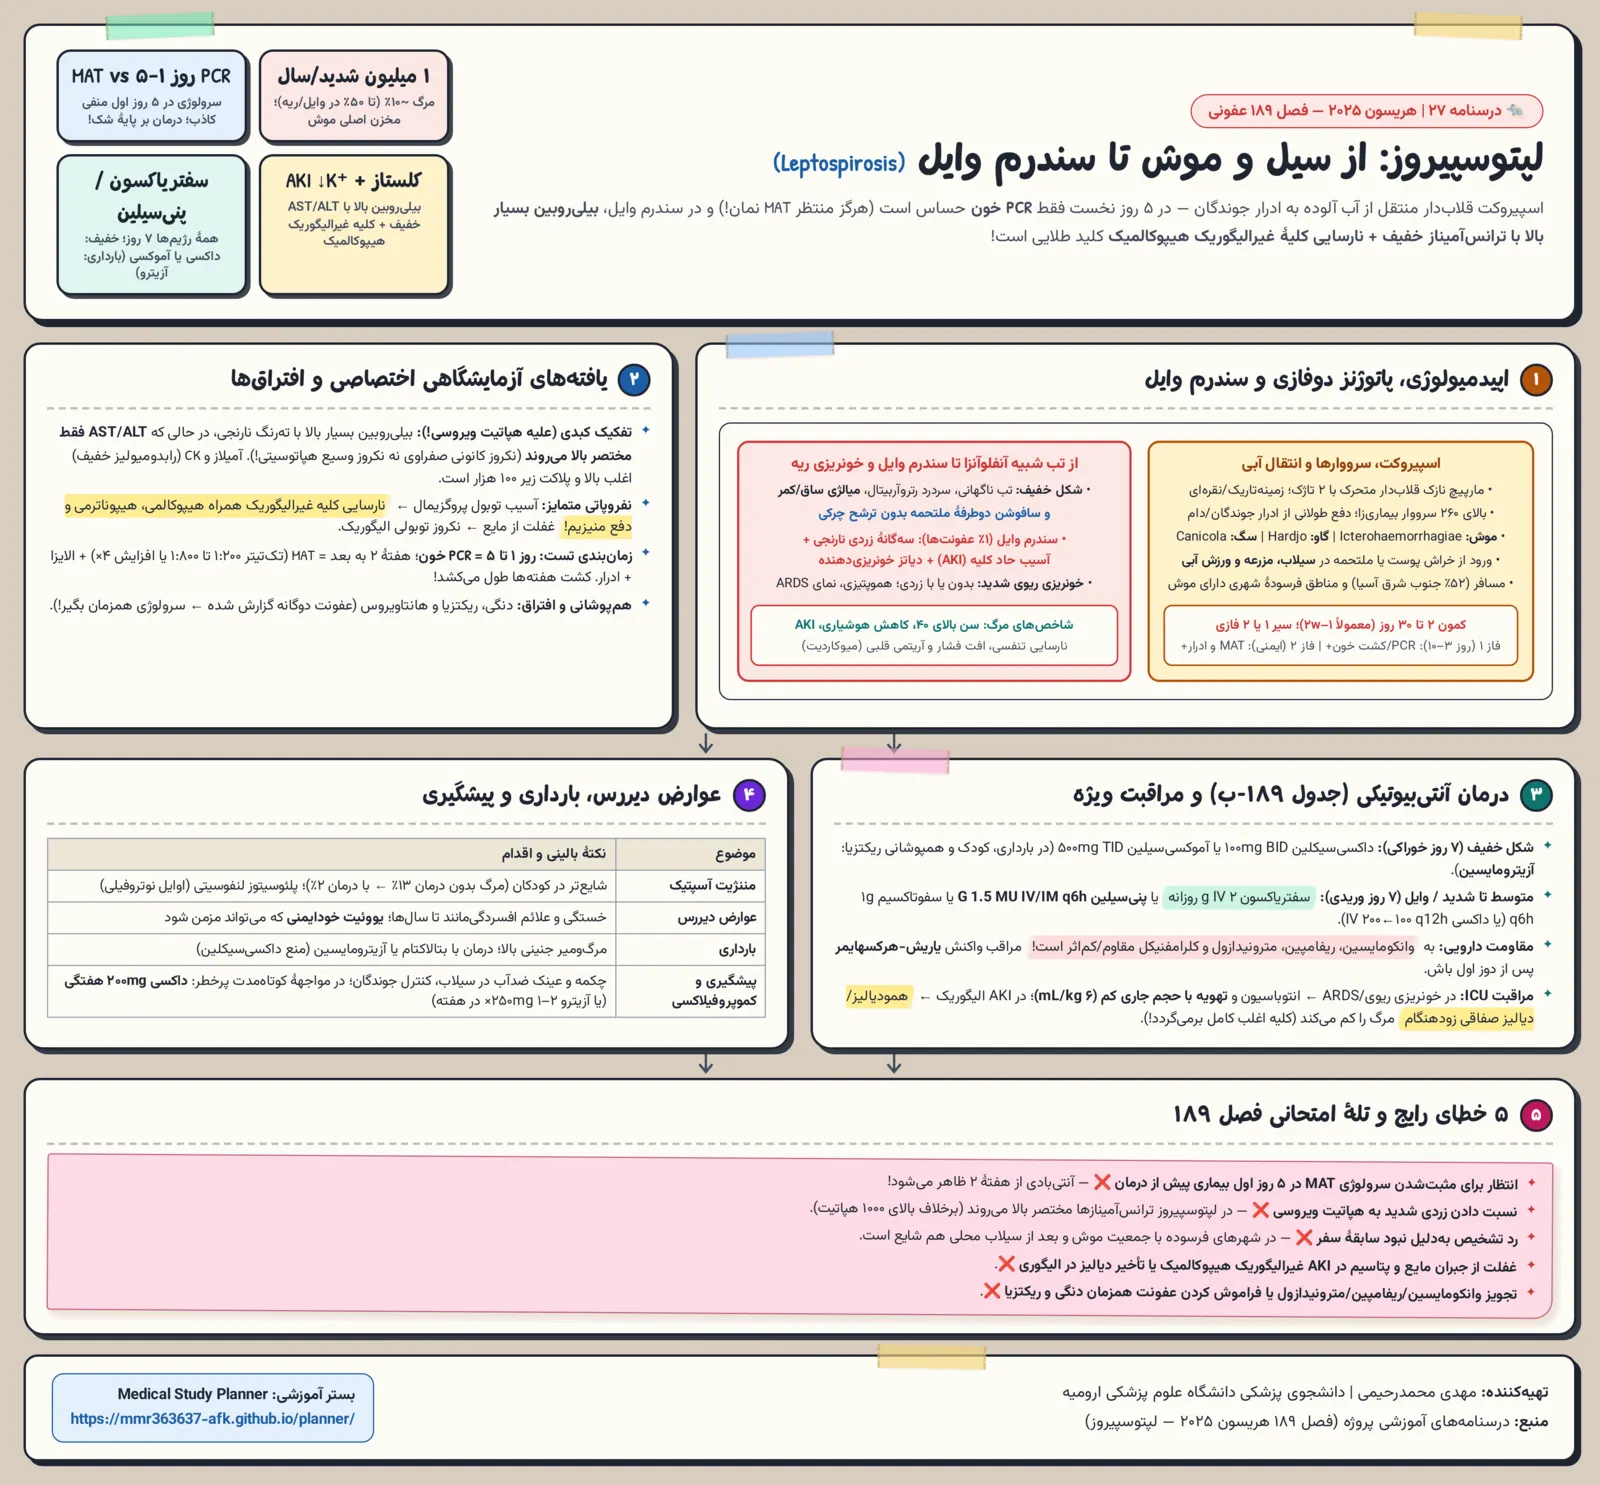 درسنامه ۲۷ | هریسون ۲۰۲۵ – فصل ۱۸۹ عفونی
لپتوسپیروز: از سیل و موش تا سندرم وایل (Leptospirosis)
اسپیروکت قلاب‌دار منتقل از آب آلوده به ادرار جوندگان – در ۵ روز نخست فقط PCR خون حساس است (هرگز منتظر MAT نمان!) و در سندرم وایل، بیلی‌روبین بسیار
بالا با ترانس‌آمیناز خفیف + نارسایی کلیهٔ غیرالیگوریک هیپوکالمیک کلید طلایی است!
۱ میلیون شدید/سال
مرگ ~۱۰٪ (تا ۵۰٪ در وایل/ریه)؛
مخزن اصلی موش
PCR روز ۱–۵ vs MAT
سرولوژی در ۵ روز اول منفی
کاذب؛ درمان بر پایهٔ شک!
کلستاز + AKI ↓K⁺
بیلی‌روبین بالا با AST/ALT
خفیف + کلیه غیرالیگوریک
هیپوکالمیک
سفتریاکسون /
پنی‌سیلین
همهٔ رژیم‌ها ۷ روز؛ خفیف:
داکسی یا آموکسی (بارداری:
آزیترو)
۱ اپیدمیولوژی، پاتوژنز دوفازی و سندرم وایل
اسپیروکت، سرووارها و انتقال آبی
• مارپیچ نازک قلاب‌دار متحرک با ۲ تاژک؛ زمینه‌تاریک/نقره‌ای
• بالای ۲۶۰ سرووار بیماری‌زا؛ دفع طولانی از ادرار جوندگان/دام
• موش: Icterohaemorrhagiae | گاو: Hardjo | سگ: Canicola
• ورود از خراش پوست یا ملتحمه در سیلاب، مزرعه و ورزش آبی
• مسافر (۵۲٪ جنوب شرق آسیا) و مناطق فرسودهٔ شهری دارای موش
کمون ۲ تا ۳۰ روز (معمولاً ۱–۲w)؛ سیر ۱ یا ۲ فازی
فاز ۱ (روز ۳–۱۰): PCR/کشت خون+ | فاز ۲ (ایمنی): MAT و ادرار+
از تب شبیه آنفلوآنزا تا سندرم وایل و خونریزی ریه
• شکل خفیف: تب ناگهانی، سردرد رتروآربیتال، میالژی ساق/کمر
و سافوشن دوطرفهٔ ملتحمه بدون ترشح چرکی
• سندرم وایل (۱٪ عفونت‌ها): سه‌گانهٔ زردی نارنجی +
آسیب حاد کلیه (AKI) + دیاتز خونریزی‌دهنده
• خونریزی ریوی شدید: بدون یا با زردی؛ هموپتیزی، نمای ARDS
شاخص‌های مرگ: سن بالای ۴۰، کاهش هوشیاری، AKI
نارسایی تنفسی، افت فشار و آریتمی قلبی (میوکاردیت)
۲ یافته‌های آزمایشگاهی اختصاصی و افتراق‌ها
تفکیک کبدی (علیه هپاتیت ویروسی!): بیلی‌روبین بسیار بالا با ته‌رنگ نارنجی، در حالی که AST/ALT فقط
مختصر بالا می‌روند (نکروز کانونی صفراوی نه نکروز وسیع هپاتوسیتی!). آمیلاز و CK (رابدومیولیز خفیف)
اغلب بالا و پلاکت زیر ۱۰۰ هزار است.
نفروپاتی متمایز: آسیب توبول پروگزیمال ← نارسایی کلیه غیرالیگوریک همراه هیپوکالمی، هیپوناترمی و
دفع منیزیم! غفلت از مایع ← نکروز توبولی الیگوریک.
زمان‌بندی تست: روز ۱ تا ۵ = PCR خون؛ هفتهٔ ۲ به بعد = MAT (تک‌تیتر ۱:۲۰۰ تا ۱:۸۰۰ یا افزایش ۴×) + الایزا
+ ادرار. کشت هفته‌ها طول می‌کشد!
هم‌پوشانی و افتراق: دنگی، ریکتزیا و هانتاویروس (عفونت دوگانه گزارش شده ← سرولوژی همزمان بگیر!).
۳ درمان آنتی‌بیوتیکی (جدول ۱۸۹-ب) و مراقبت ویژه
شکل خفیف (۷ روز خوراکی): داکسی‌سیکلین ۱۰۰mg BID یا آموکسی‌سیلین ۵۰۰mg TID (در بارداری، کودک و همپوشانی ریکتزیا:
آزیترومایسین).
متوسط تا شدید / وایل (۷ روز وریدی): سفتریاکسون ۲ g IV روزانه یا پنی‌سیلین G 1.5 MU IV/IM q6h یا سفوتاکسیم ۱g
q6h (یا داکسی ۲۰۰←۱۰۰ IV q12h).
مقاومت دارویی: به وانکومایسین، ریفامپین، مترونیدازول و کلرامفنیکل مقاوم/کم‌اثر است! مراقب واکنش یاریش-هرکسهایمر
پس از دوز اول باش.
مراقبت ICU: در خونریزی ریوی/ARDS ← انتوباسیون و تهویه با حجم جاری کم (۶ mL/kg)؛ در AKI الیگوریک ← همودیالیز/
دیالیز صفاقی زودهنگام مرگ را کم می‌کند (کلیه اغلب کامل برمی‌گردد!).
۴ عوارض دیررس، بارداری و پیشگیری
موضوع نکتهٔ بالینی و اقدام
مننژیت آسپتیک شایع‌تر در کودکان (مرگ بدون درمان ۱۳٪ ← با درمان ۲٪)؛ پلئوسیتوز لنفوسیتی (اوایل نوتروفیلی)
عوارض دیررس خستگی و علائم افسردگی‌مانند تا سال‌ها؛ یووئیت خودایمنی که می‌تواند مزمن شود
بارداری مرگ‌ومیر جنینی بالا؛ درمان با بتالاکتام یا آزیترومایسین (منع داکسی‌سیکلین)
پیشگیری و کموپروفیلاکسی چکمه و عینک ضدآب در سیلاب، کنترل جوندگان؛ در مواجههٔ کوتاه‌مدت پرخطر: داکسی ۲۰۰mg هفتگی
(یا آزیترو ۲۵۰mg ۱–۲× در هفته)
۵ ۵ خطای رایج و تلهٔ امتحانی فصل ۱۸۹
انتظار برای مثبت‌شدن سرولوژی MAT در ۵ روز اول بیماری پیش از درمان ❌ – آنتی‌بادی از هفتهٔ ۲ ظاهر می‌شود!
نسبت دادن زردی شدید به هپاتیت ویروسی ❌ – در لپتوسپیروز ترانس‌آمینازها مختصر بالا می‌روند (برخلاف بالای ۱۰۰۰ هپاتیت).
رد تشخیص به‌دلیل نبود سابقهٔ سفر ❌ – در شهرهای فرسوده با جمعیت موش و بعد از سیلاب محلی هم شایع است.
غفلت از جبران مایع و پتاسیم در AKI غیرالیگوریک هیپوکالمیک یا تأخیر دیالیز در الیگوری ❌.
تجویز وانکومایسین/ریفامپین/مترونیدازول یا فراموش کردن عفونت همزمان دنگی و ریکتزیا ❌.
تهیه‌کننده: مهدی محمدرحیمی | دانشجوی پزشکی دانشگاه علوم پزشکی ارومیه
منبع: درسنامه‌های آموزشی پروژه (فصل ۱۸۹ هریسون ۲۰۲۵ – لپتوسپیروز)
بستر آموزشی: Medical Study Planner
https://mmr363637-afk.github.io/planner/